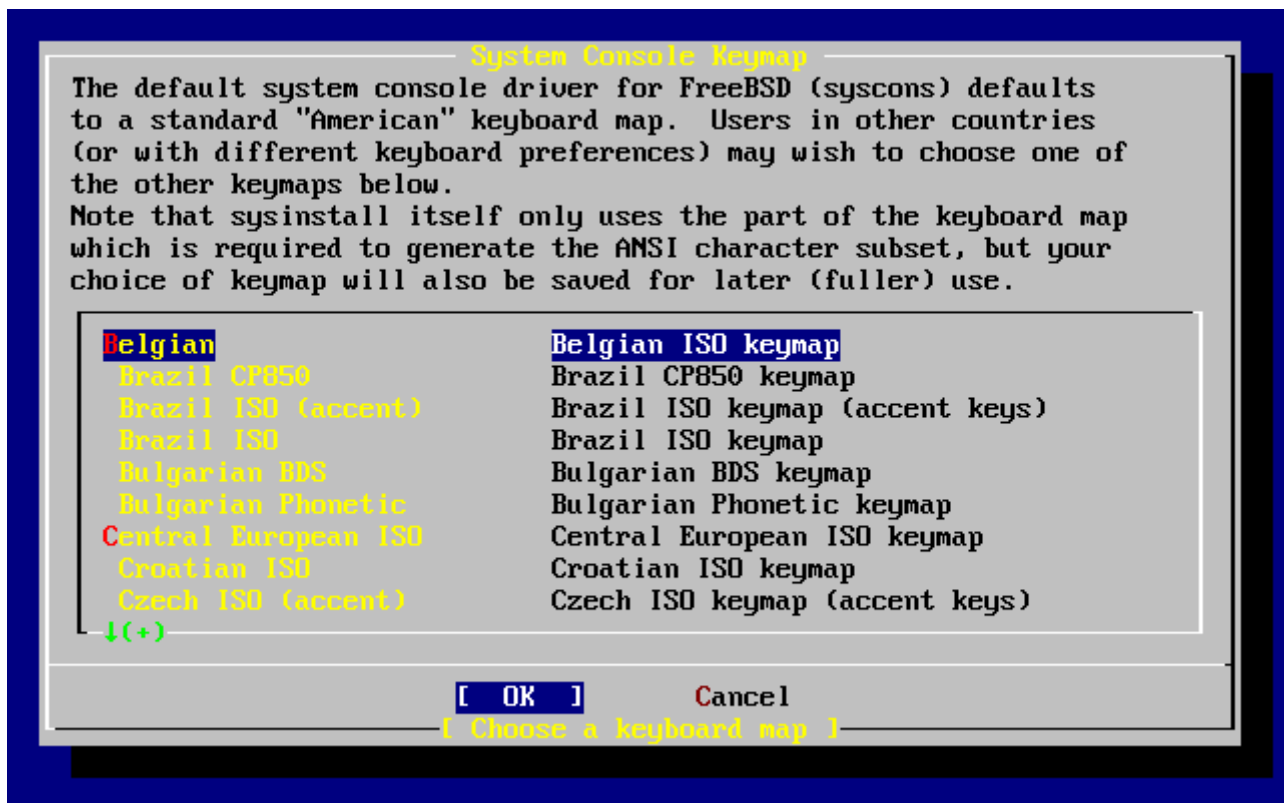 System Console Keymap
The default system console driver for FreeBSD (syscons) defaults
to a standard "American" keyboard map.  Users in other countries
(or with different keyboard preferences) may wish to choose one of
the other keymaps below.
Note that sysinstall itself only uses the part of the keyboard map
which is required to generate the ANSI character subset, but your
choice of keymap will also be saved for later (fuller) use.
Belgian Belgian ISO keymap
Brazil CP850 Brazil CP850 keymap
Brazil ISO (accent) Brazil ISO keymap (accent keys)
Brazil ISO Brazil ISO keymap
Bulgarian BDS Bulgarian BDS keymap
Bulgarian Phonetic Bulgarian Phonetic keymap
Central European ISO Central European ISO keymap
Croatian ISO Croatian ISO keymap
Czech ISO (accent) Czech ISO keymap (accent keys)
↓(+)
[ OK ] Cancel
[ Choose a keyboard map ]